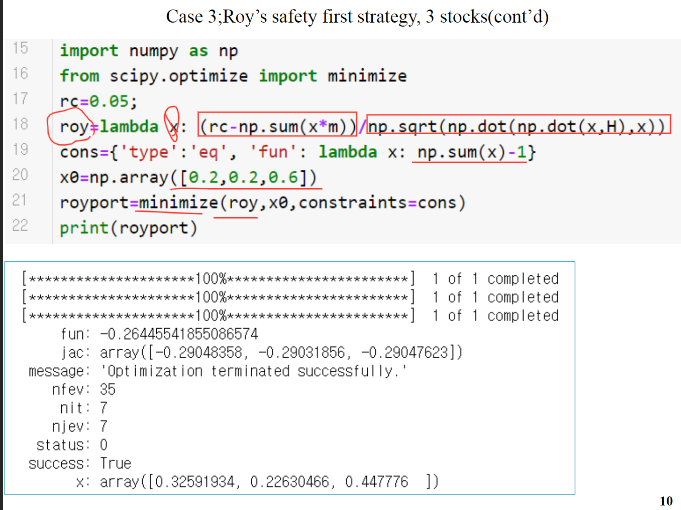 Case 3;Roy's safety first strategy, 3 stocks(cont'd)
15 import numpy as np
16 from scipy.optimize import minimize
17 rc=0.05;
18 roy=lambda x: (rc-np.sum(x*m))/np.sqrt(np.dot(np.dot(x,H),x))
19 cons={'type':'eq', 'fun': lambda x: np.sum(x)-1}
20 x0=np.array([0.2,0.2,0.6])
21 royport=minimize(roy,x0,constraints=cons)
22 print(royport)
[*********************100%***********************] 1 of 1 completed
[*********************100%***********************] 1 of 1 completed
[*********************100%***********************] 1 of 1 completed
fun: -0.26445541855086574
jac: array([-0.29048358, -0.29031856, -0.29047623])
message: 'Optimization terminated successfully.'
nfev: 35
nit: 7
njev: 7
status: 0
success: True
x: array([0.32591934, 0.22630466, 0.447776 ])
10